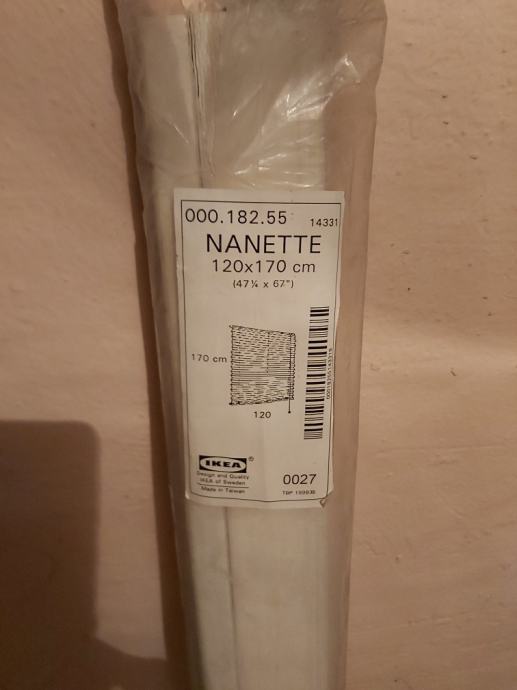 000.182.55 14331
NANETTE
120x170 cm
(47¼ x 67")
170 cm
120
IKEA®
Design and Quality
IKEA of Sweden
Made in Taiwan
0027